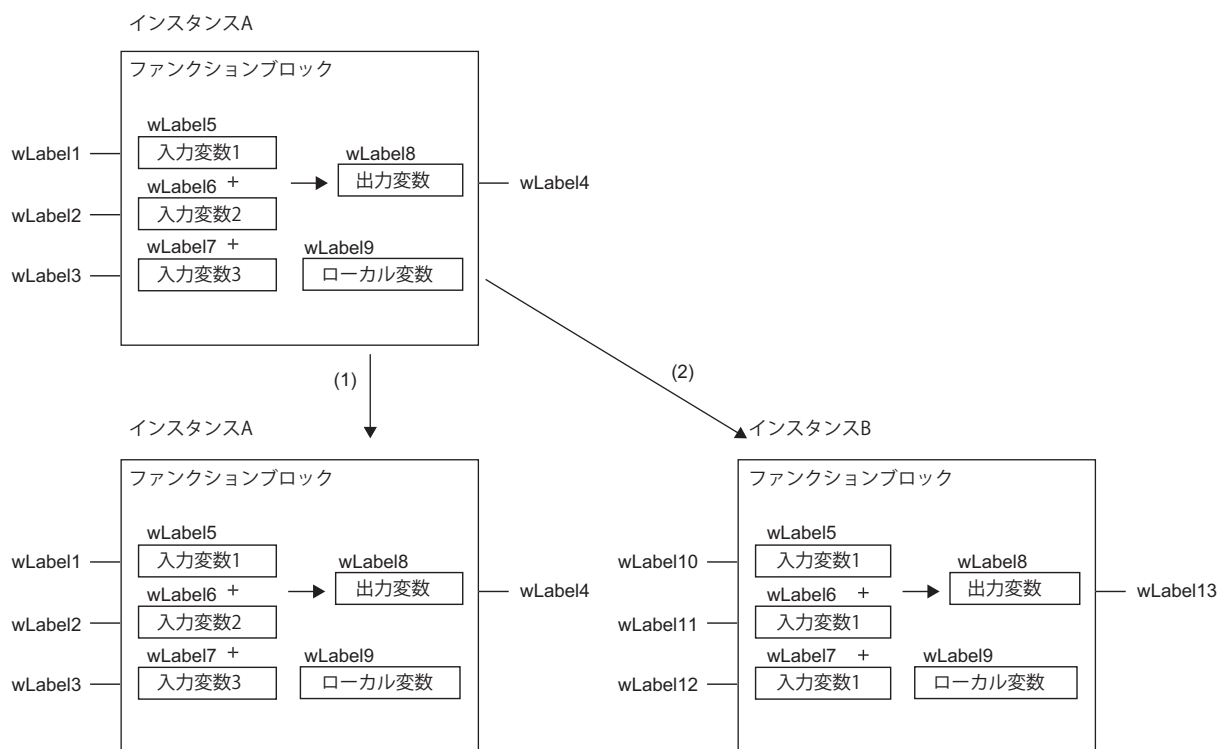 インスタンスA
ファンクションブロック
wLabel5
wLabel1
入力変数1
wLabel8
出力変数
wLabel4
wLabel6 +
wLabel2
入力変数2
wLabel7 +
wLabel9
wLabel3
入力変数3
ローカル変数
(1)
(2)
インスタンスA
ファンクションブロック
wLabel5
wLabel1
入力変数1
wLabel8
出力変数
wLabel4
wLabel6 +
wLabel2
入力変数2
wLabel7 +
wLabel9
wLabel3
入力変数3
ローカル変数
インスタンスB
ファンクションブロック
wLabel5
wLabel10
入力変数1
wLabel8
出力変数
wLabel13
wLabel6 +
wLabel11
入力変数1
wLabel7 +
wLabel9
wLabel12
入力変数1
ローカル変数